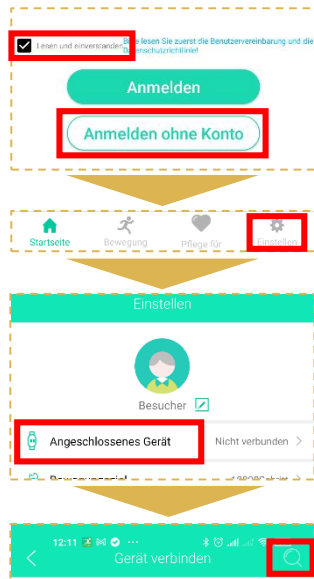 Lenen und einverstanden Bitte lesen Sie zuerst die Benutzervereinbarung und die
Datenschutzrichtlinie!
Anmelden
Anmelden ohne Konto
Startseite Bewegung Pflege für Einstellen
Einstellen
Besucher
Angeschlossenes Gerät Nicht verbunden >
12:11
Gerät verbinden